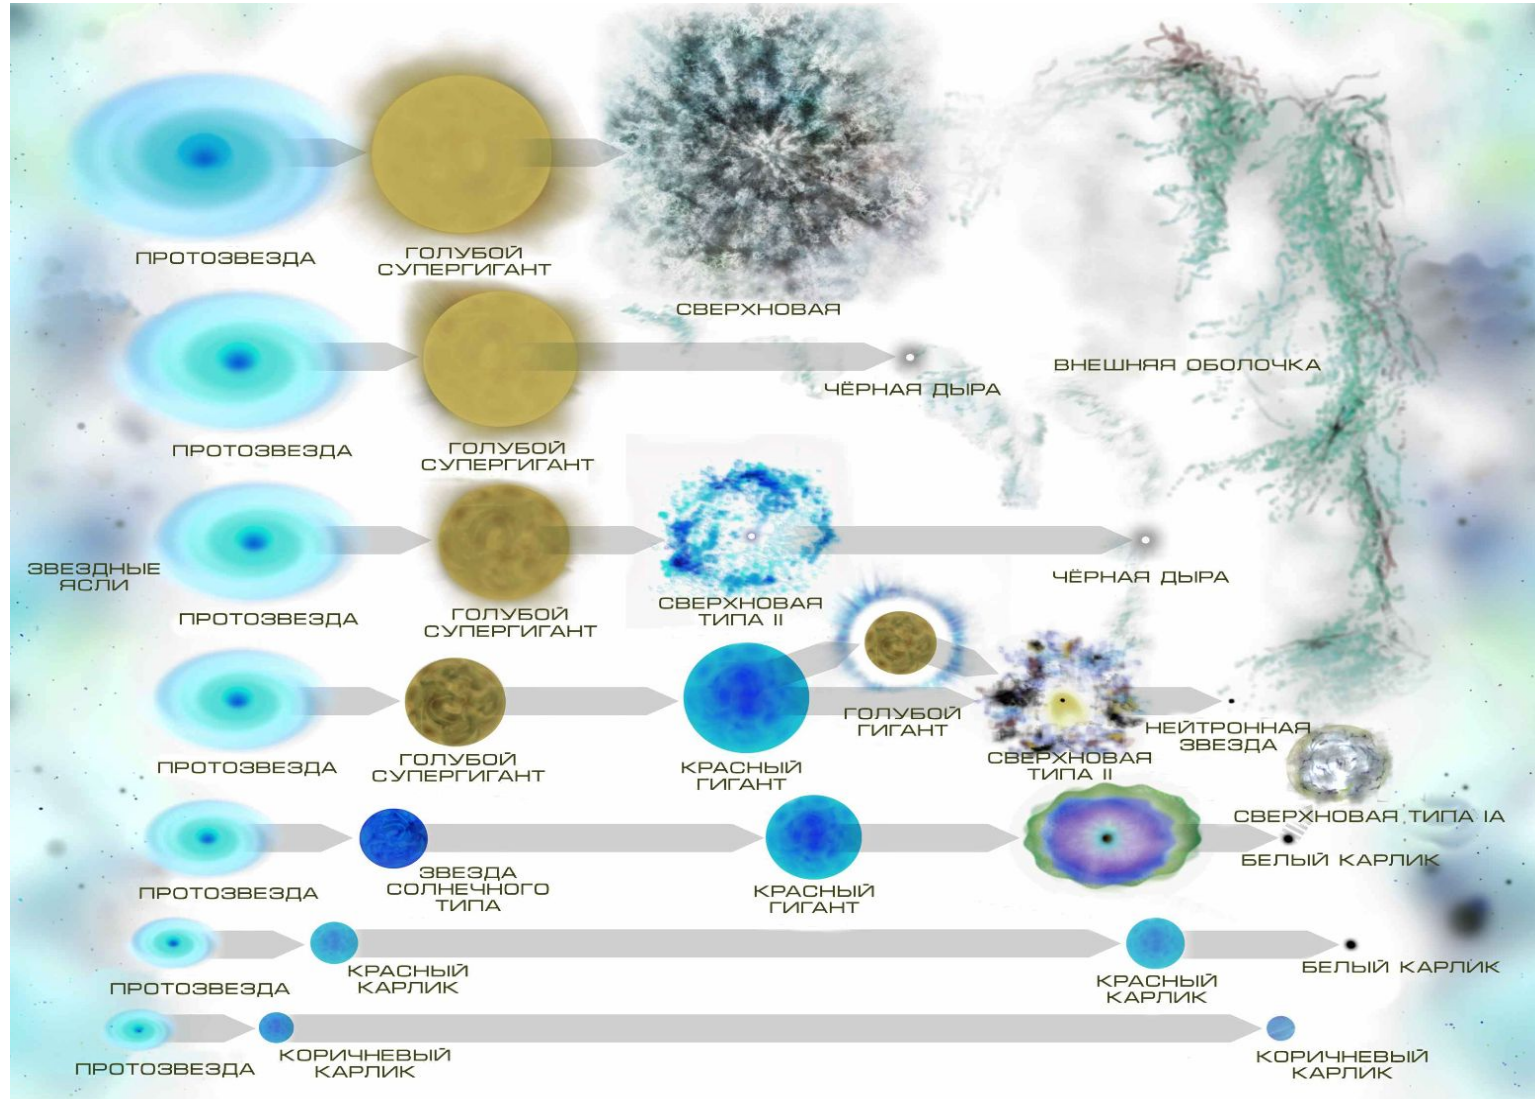 ПРОТОЗВЕЗДА
ГОЛУБОЙ
СУПЕРГИГАНТ
СВЕРХНОВАЯ
ПРОТОЗВЕЗДА
ГОЛУБОЙ
СУПЕРГИГАНТ
ЧЁРНАЯ ДЫРА
ВНЕШНЯЯ ОБОЛОЧКА
ЗВЕЗДНЫЕ
ЯСЛИ
ПРОТОЗВЕЗДА
ГОЛУБОЙ
СУПЕРГИГАНТ
СВЕРХНОВАЯ
ТИПА II
ЧЁРНАЯ ДЫРА
ПРОТОЗВЕЗДА
ГОЛУБОЙ
СУПЕРГИГАНТ
КРАСНЫЙ
ГИГАНТ
ГОЛУБОЙ
ГИГАНТ
СВЕРХНОВАЯ
ТИПА II
НЕЙТРОННАЯ
ЗВЕЗДА
СВЕРХНОВАЯ ТИПА IA
ПРОТОЗВЕЗДА
ЗВЕЗДА
СОЛНЕЧНОГО
ТИПА
КРАСНЫЙ
ГИГАНТ
БЕЛЫЙ КАРЛИК
ПРОТОЗВЕЗДА
КРАСНЫЙ
КАРЛИК
КРАСНЫЙ
КАРЛИК
БЕЛЫЙ КАРЛИК
ПРОТОЗВЕЗДА
КОРИЧНЕВЫЙ
КАРЛИК
КОРИЧНЕВЫЙ
КАРЛИК